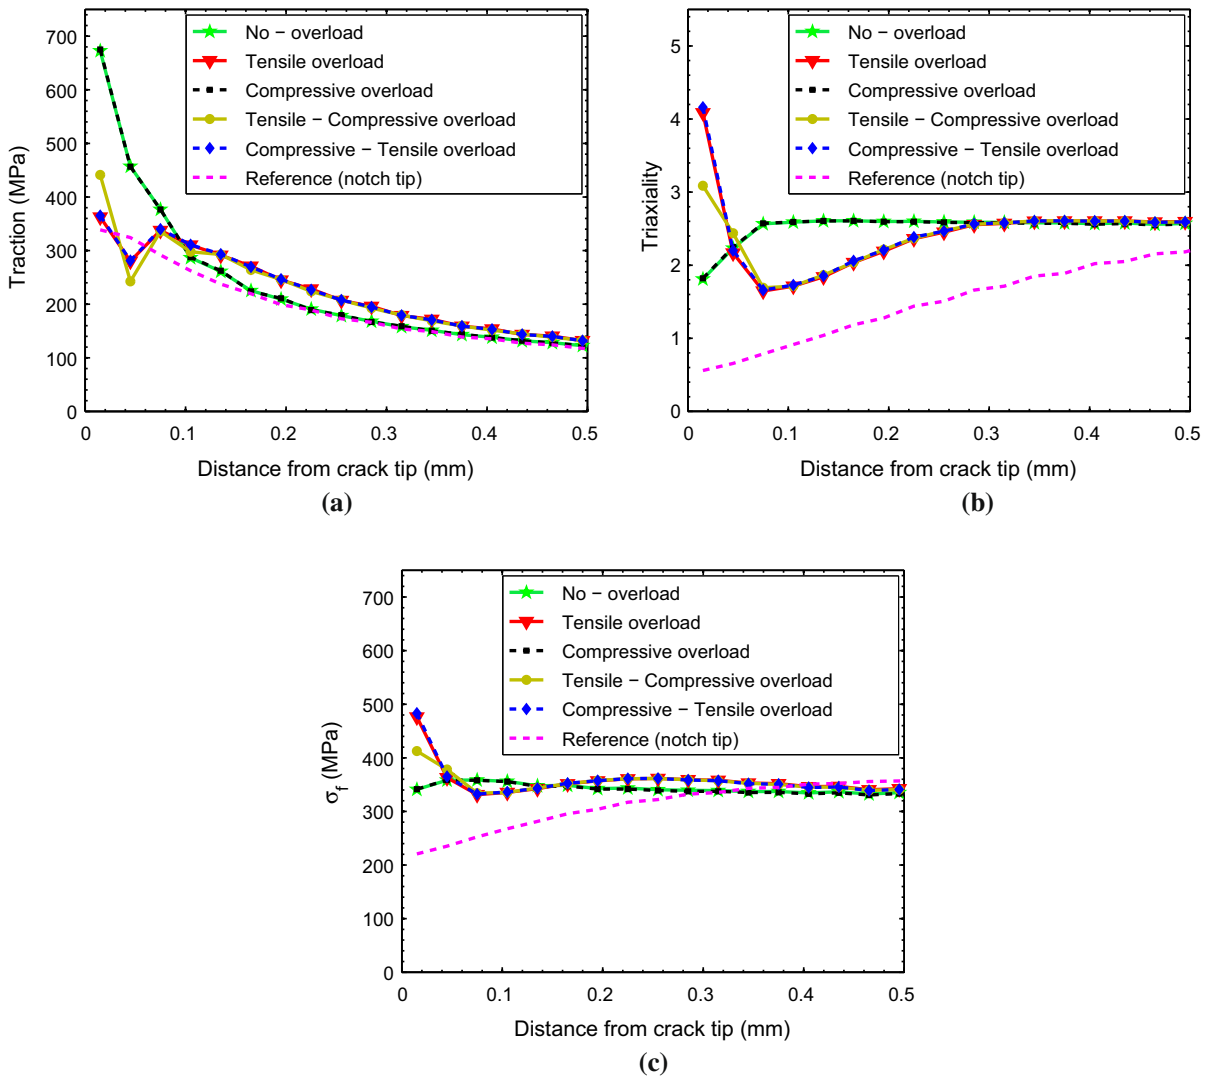 No − overload
Tensile overload
Compressive overload
Tensile − Compressive overload
Compressive − Tensile overload
Reference (notch tip)
700
600
500
400
300
200
100
0
Traction (MPa)
0 0.1 0.2 0.3 0.4 0.5
Distance from crack tip (mm)
(a)
No − overload
Tensile overload
Compressive overload
Tensile − Compressive overload
Compressive − Tensile overload
Reference (notch tip)
5
4
3
2
1
0
Triaxiality
0 0.1 0.2 0.3 0.4 0.5
Distance from crack tip (mm)
(b)
No − overload
Tensile overload
Compressive overload
Tensile − Compressive overload
Compressive − Tensile overload
Reference (notch tip)
700
600
500
400
300
200
100
0
σf (MPa)
0 0.1 0.2 0.3 0.4 0.5
Distance from crack tip (mm)
(c)